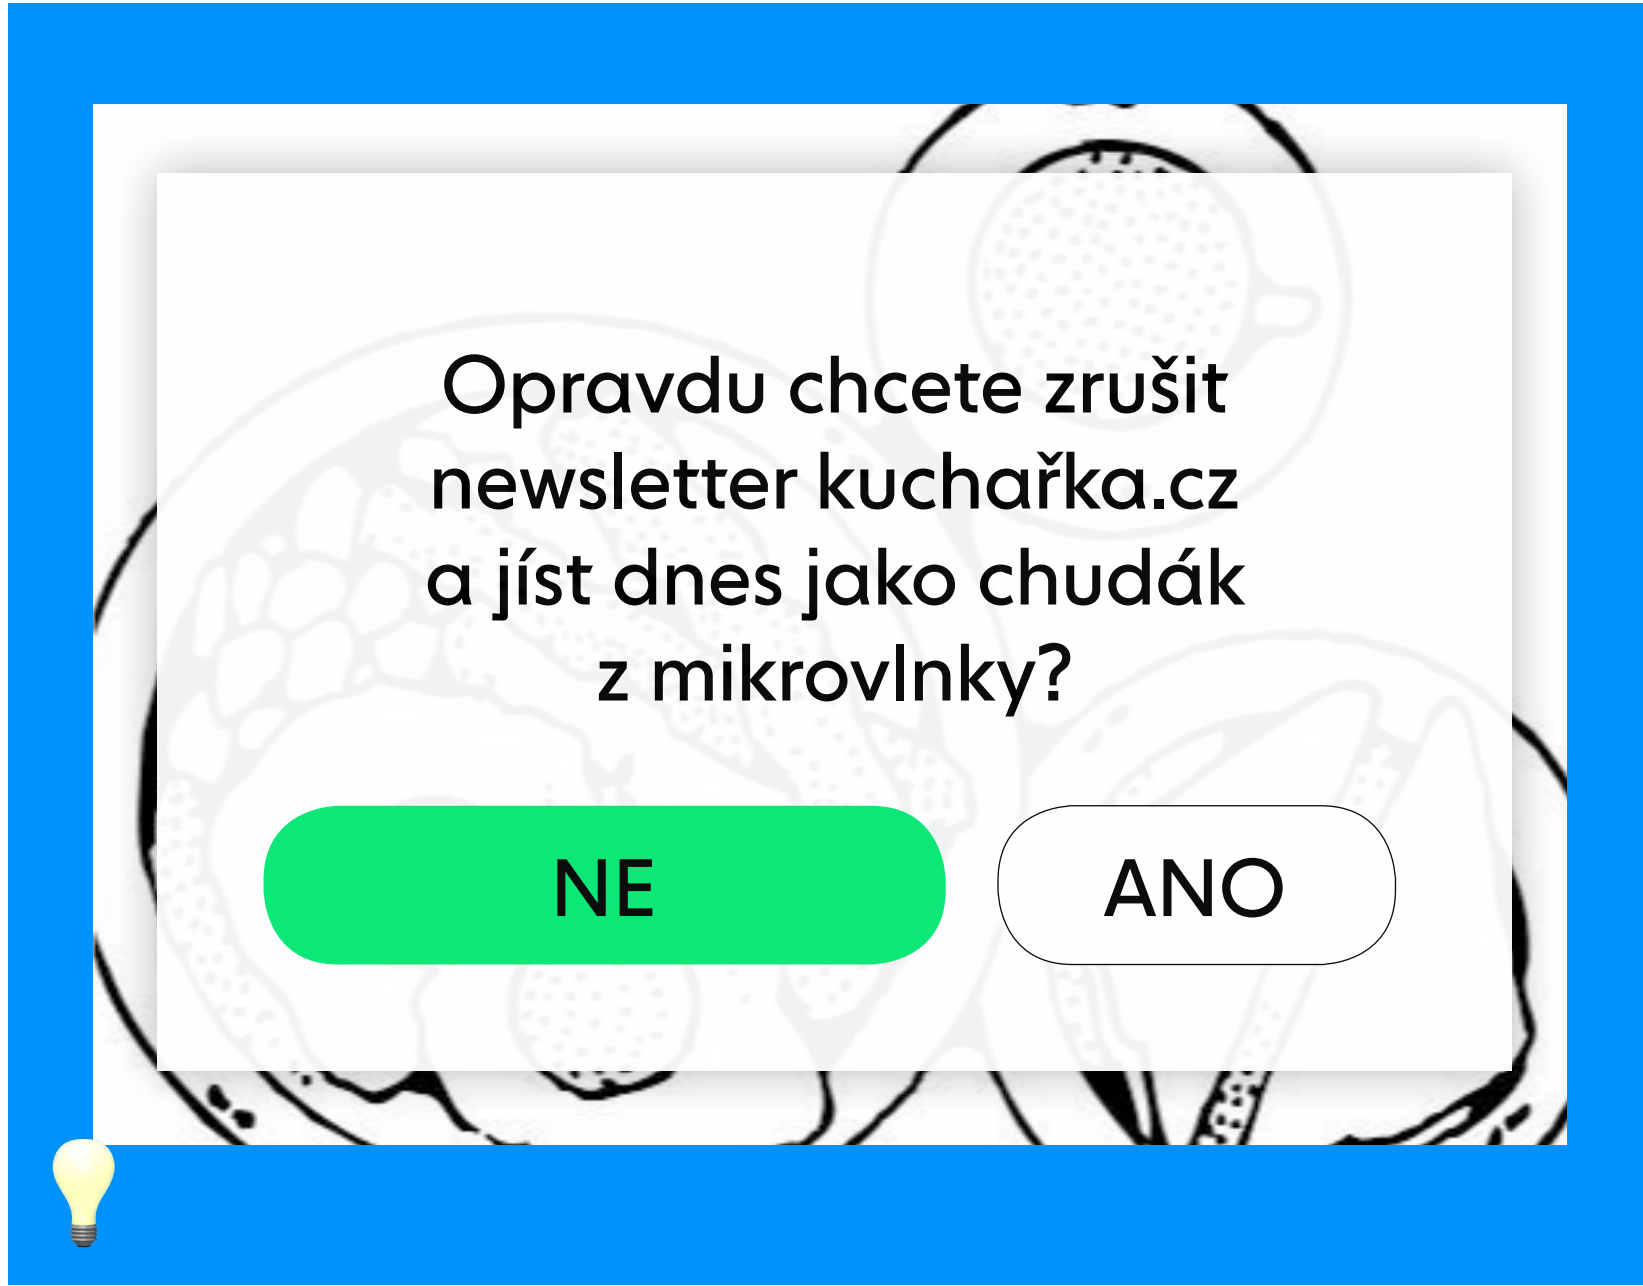 Opravdu chcete zrušit
newsletter kuchařka.cz
a jíst dnes jako chudák
z mikrovlnky?
NE
ANO